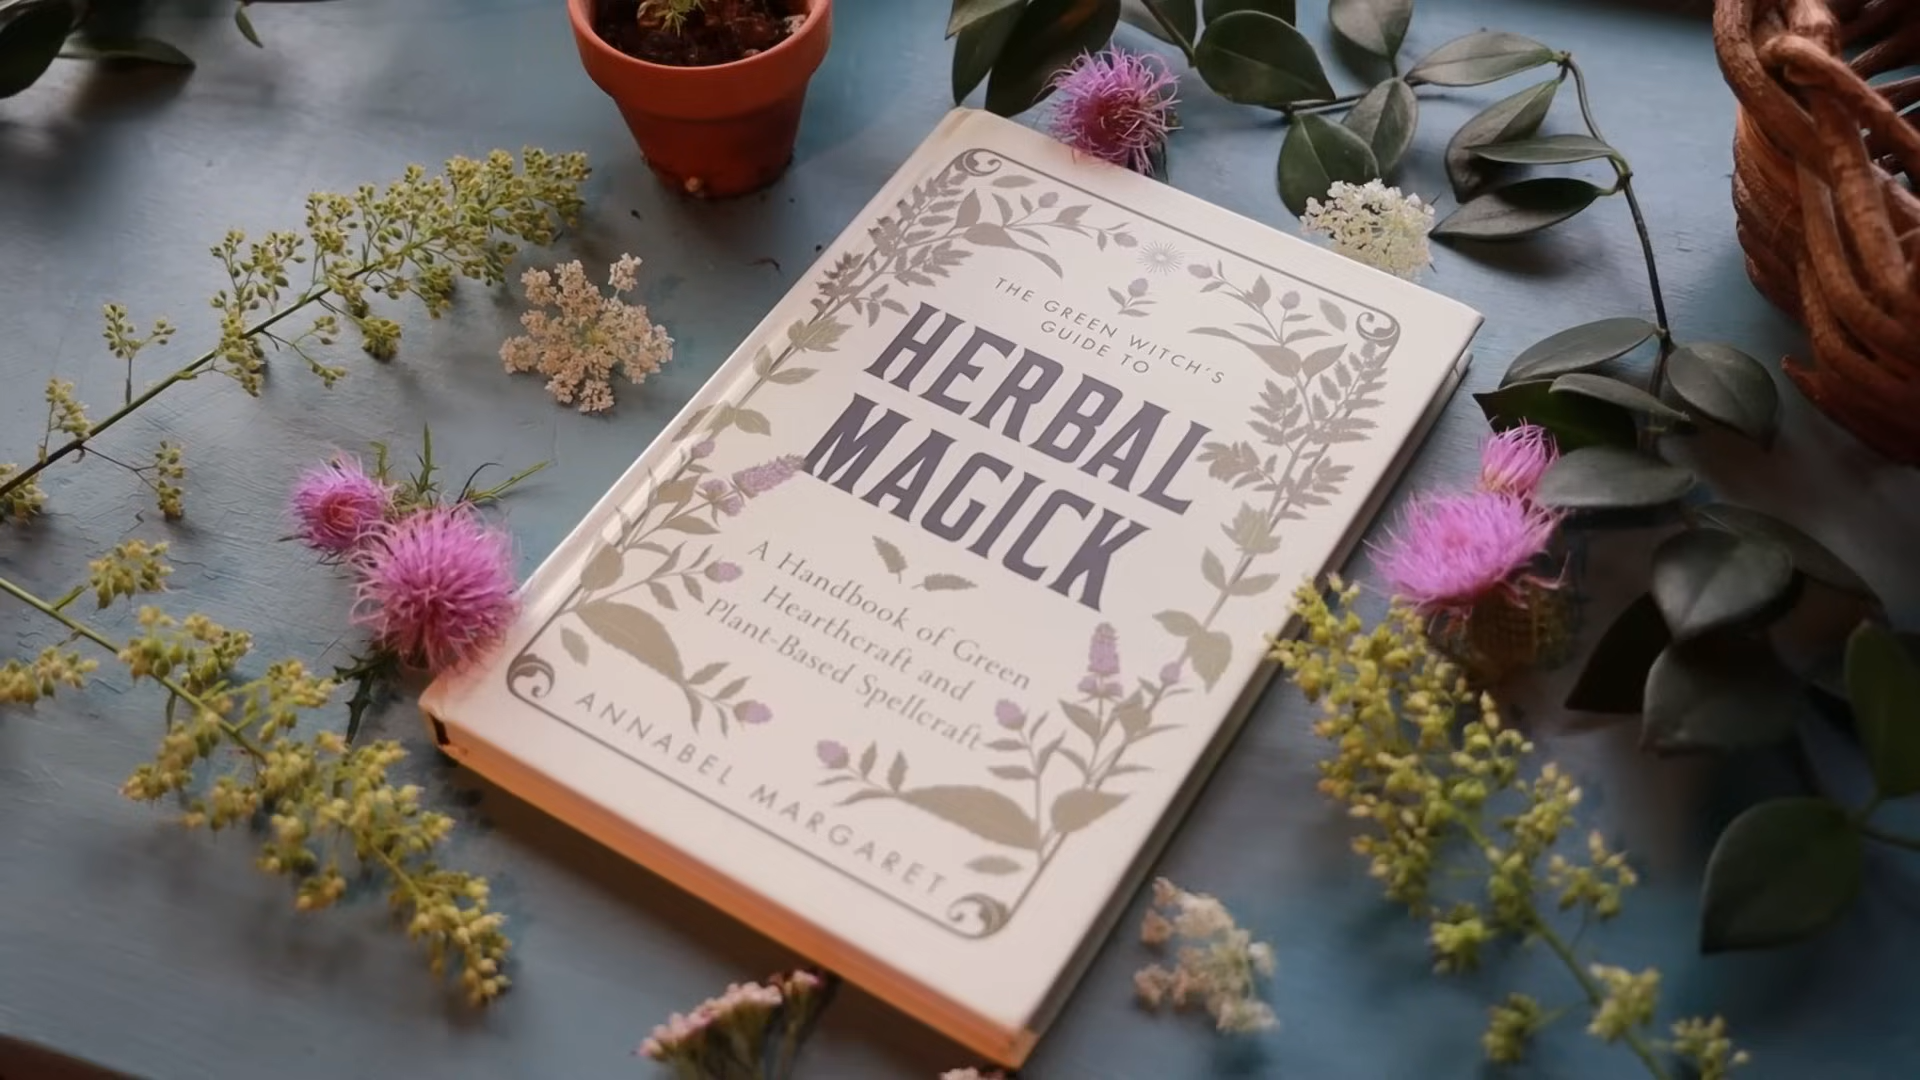 THE GREEN WITCH'S
GUIDE TO
HERBAL
MAGICK
A Handbook of Green
Hearthcraft and
Plant-Based Spellcraft
ANNABEL MARGARET